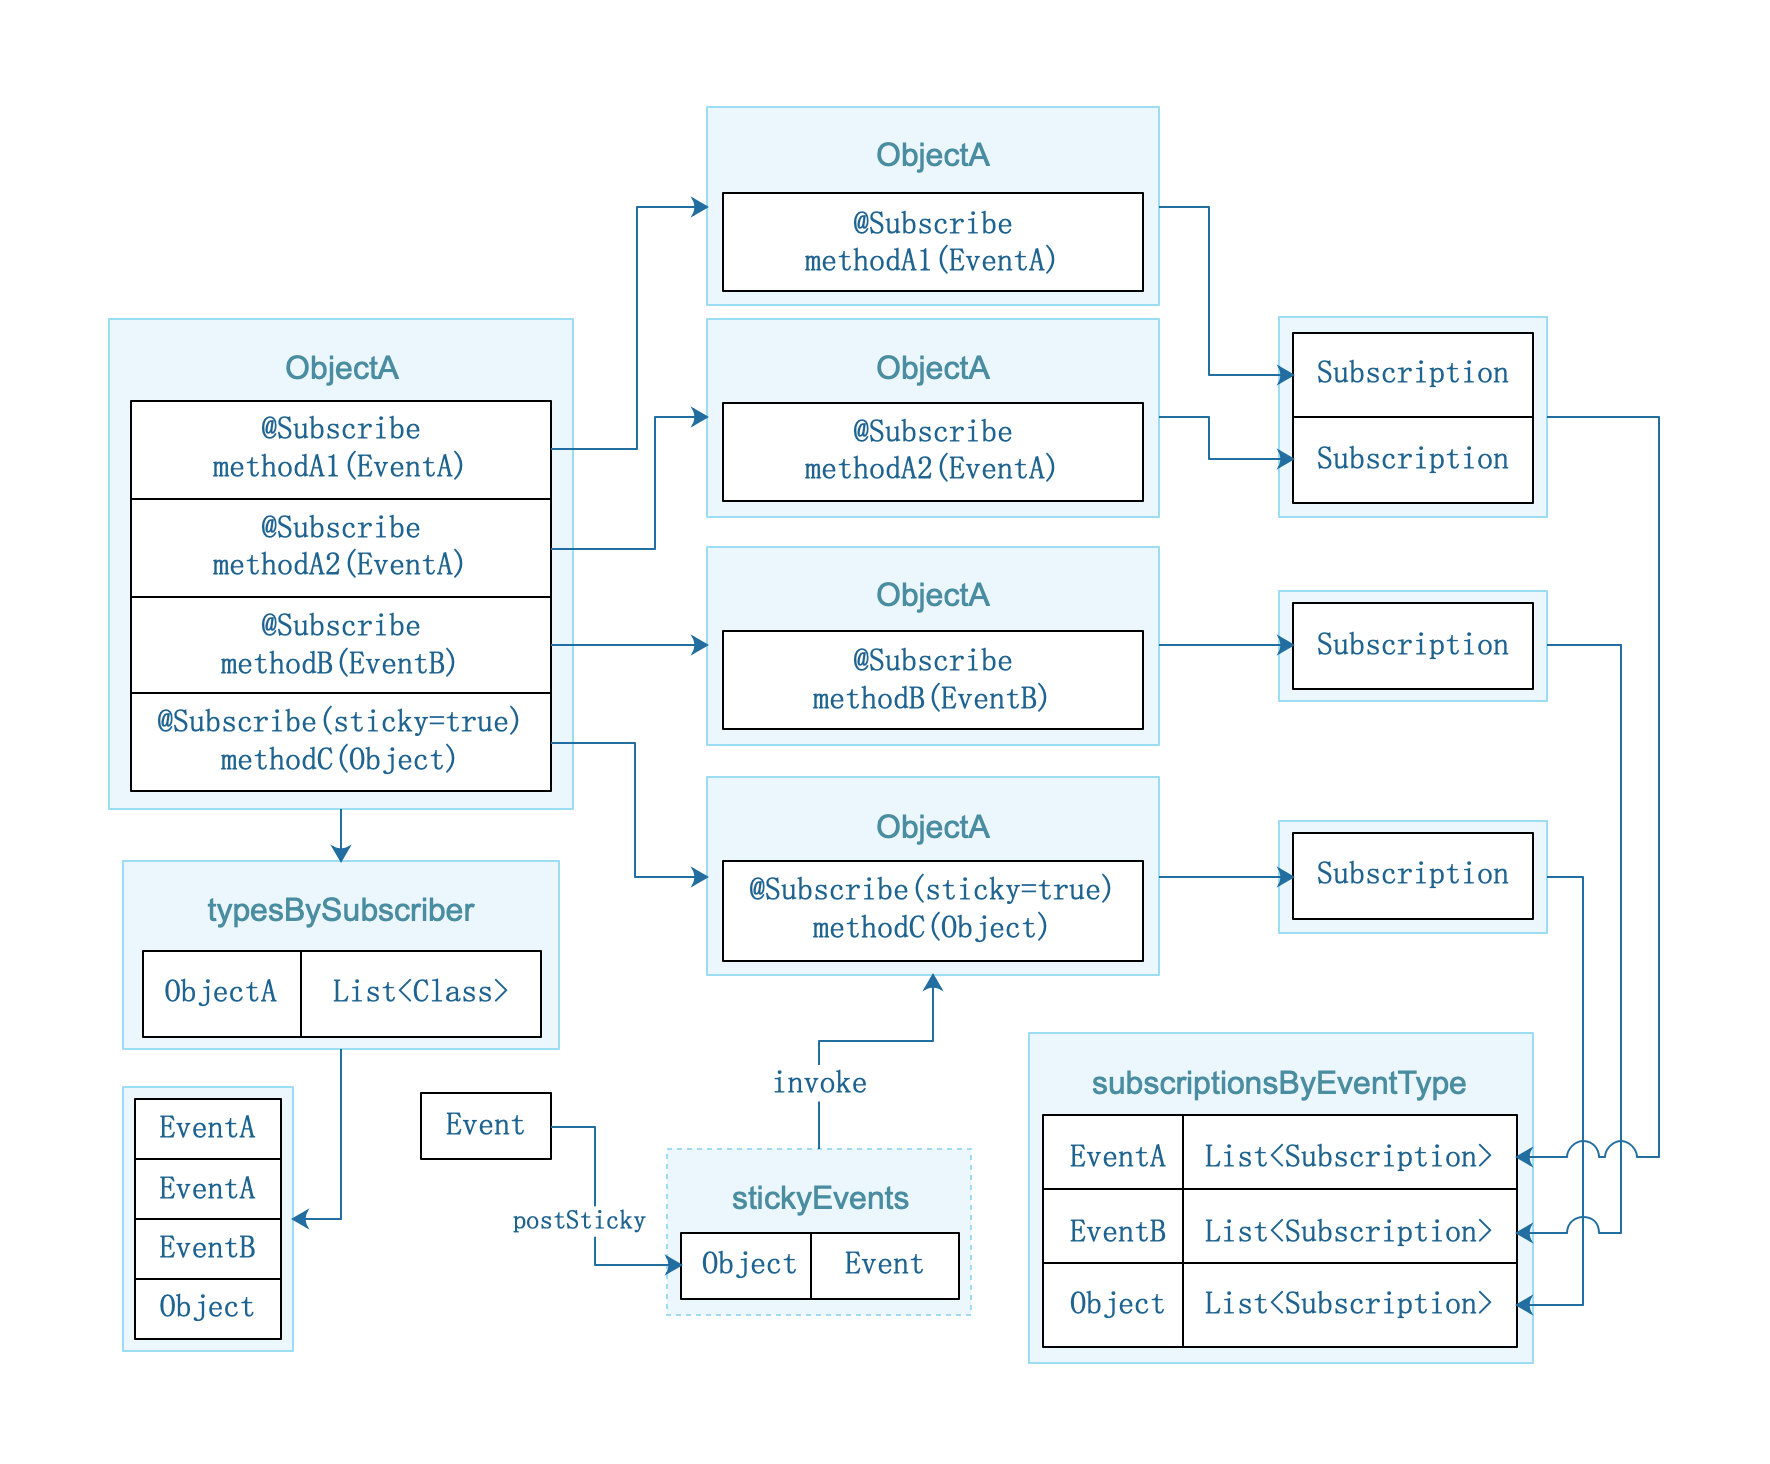 ObjectA
@Subscribe
methodA1(EventA)
@Subscribe
methodA2(EventA)
@Subscribe
methodB(EventB)
@Subscribe(sticky=true)
methodC(Object)
ObjectA
@Subscribe
methodA1(EventA)
ObjectA
@Subscribe
methodA2(EventA)
ObjectA
@Subscribe
methodB(EventB)
ObjectA
@Subscribe(sticky=true)
methodC(Object)
Subscription
Subscription
Subscription
Subscription
typesBySubscriber
ObjectA List<Class>
EventA
EventA
EventB
Object
Event
postSticky
invoke
stickyEvents
Object Event
subscriptionsByEventType
EventA List<Subscription>
EventB List<Subscription>
Object List<Subscription>